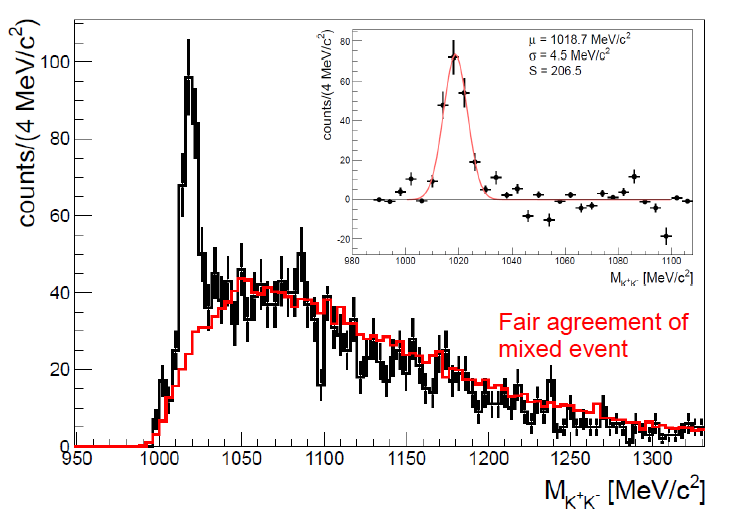 counts/(4 MeV/c²)
100
80
60
40
20
0
950 1000 1050 1100 1150 1200 1250 1300
M_K⁺K⁻ [MeV/c²]
counts/(4 MeV/c²)
80
60
40
20
0
-20
980 1000 1020 1040 1060 1080 1100
M_K⁺K⁻ [MeV/c²]
μ = 1018.7 MeV/c²
σ = 4.5 MeV/c²
S = 206.5
Fair agreement of
mixed event